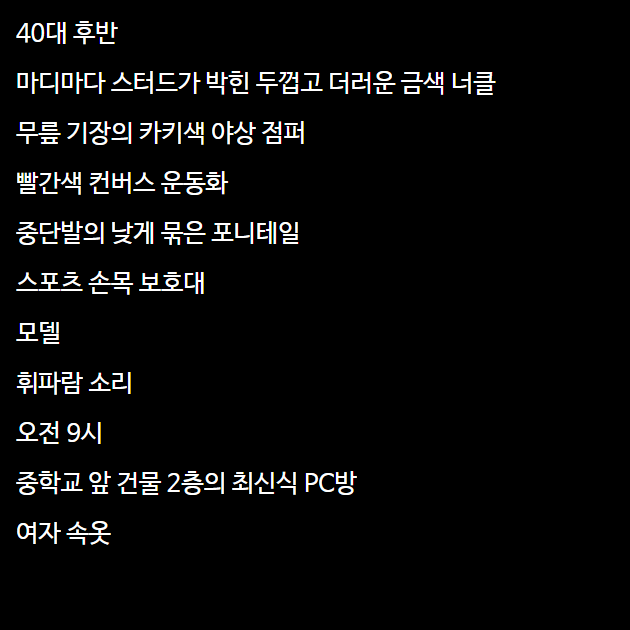 40대 후반
마디마다 스터드가 박힌 두껍고 더러운 금색 너클
무릎 기장의 카키색 야상 점퍼
빨간색 컨버스 운동화
중단발의 낮게 묶은 포니테일
스포츠 손목 보호대
모델
휘파람 소리
오전 9시
중학교 앞 건물 2층의 최신식 PC방
여자 속옷